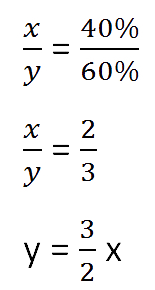 x/y = 40%/60%
x/y = 2/3
y = 3/2 x